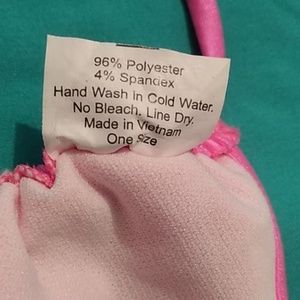 96% Polyester
4% Spandex
Hand Wash in Cold Water.
No Bleach. Line Dry.
Made in Vietnam
One Size